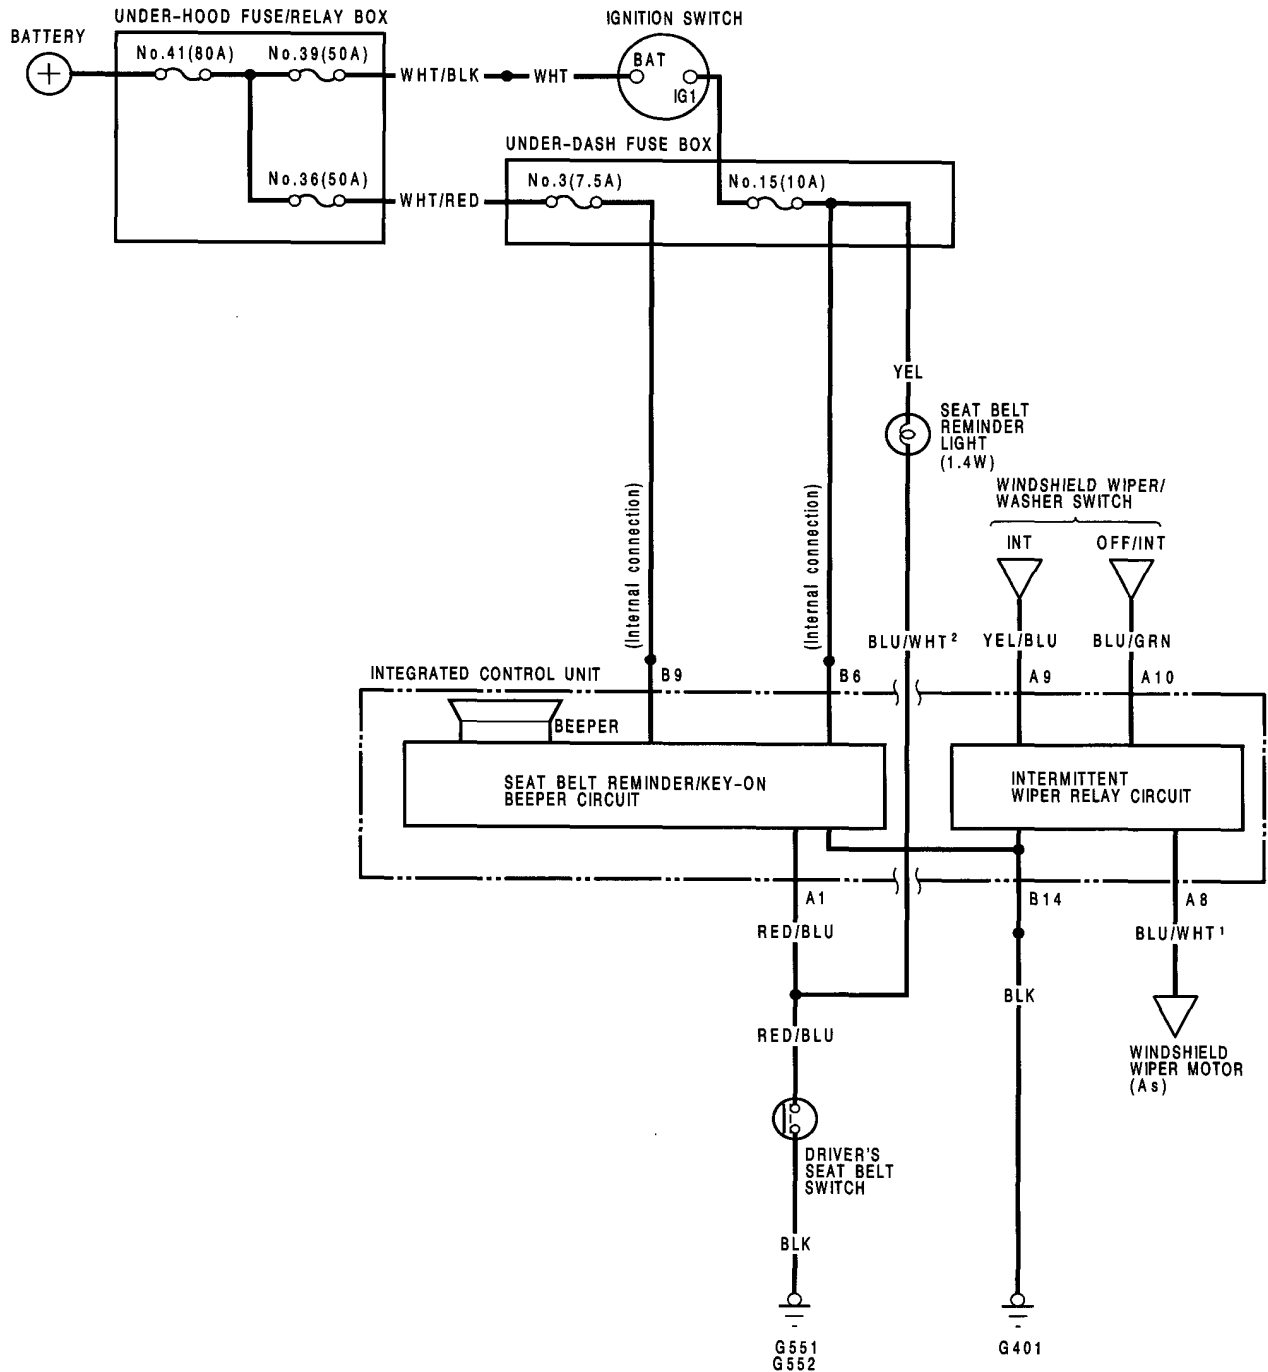 UNDER-HOOD FUSE/RELAY BOX
IGNITION SWITCH
BATTERY
No.41(80A)
No.39(50A)
BAT
WHT/BLK
WHT
IG1
UNDER-DASH FUSE BOX
No.36(50A)
No.3(7.5A)
No.15(10A)
WHT/RED
YEL
SEAT BELT
REMINDER
LIGHT
(1.4W)
WINDSHIELD WIPER/
WASHER SWITCH
INT
OFF/INT
(Internal connection)
(Internal connection)
BLU/WHT²
YEL/BLU
BLU/GRN
INTEGRATED CONTROL UNIT
B9
B6
A9
A10
BEEPER
SEAT BELT REMINDER/KEY-ON
BEEPER CIRCUIT
INTERMITTENT
WIPER RELAY CIRCUIT
A1
B14
A8
RED/BLU
BLU/WHT¹
BLK
RED/BLU
WINDSHIELD
WIPER MOTOR
(As)
DRIVER'S
SEAT BELT
SWITCH
BLK
G551
G552
G401